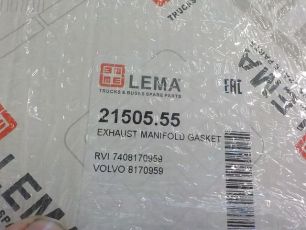 LEMA
TRUCKS & BUSES SPARE PARTS
EAC
21505.55
EXHAUST MANIFOLD GASKET
RVI 7408170959
VOLVO 8170959